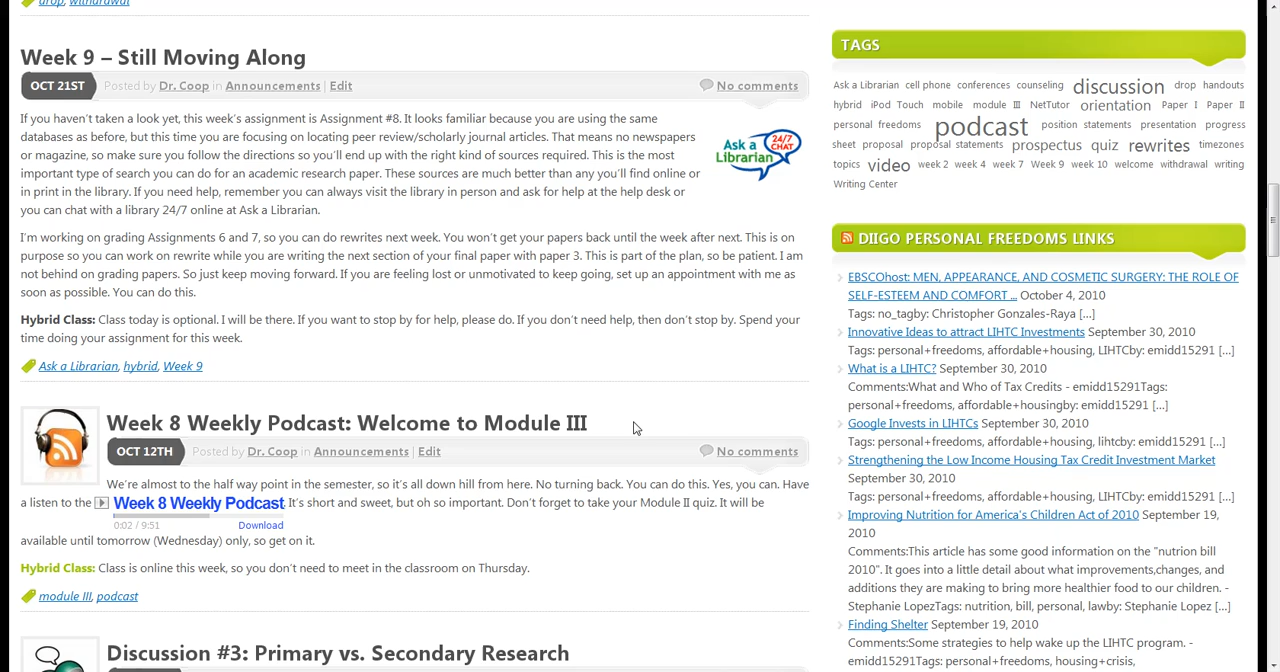 drop, withdrawal
Week 9 – Still Moving Along
OCT 21ST Posted by Dr. Coop in Announcements | Edit No comments
If you haven't taken a look yet, this week's assignment is Assignment #8. It looks familiar because you are using the same
databases as before, but this time you are focusing on locating peer review/scholarly journal articles. That means no newspapers
or magazine, so make sure you follow the directions so you'll end up with the right kind of sources required. This is the most
important type of search you can do for an academic research paper. These sources are much better than any you'll find online or
in print in the library. If you need help, remember you can always visit the library in person and ask for help at the help desk or
you can chat with a library 24/7 online at Ask a Librarian.
Ask a
Librarian
24/7
CHAT
I'm working on grading Assignments 6 and 7, so you can do rewrites next week. You won't get your papers back until the week after next. This is on
purpose so you can work on rewrite while you are writing the next section of your final paper with paper 3. This is part of the plan, so be patient. I am
not behind on grading papers. So just keep moving forward. If you are feeling lost or unmotivated to keep going, set up an appointment with me as
soon as possible. You can do this.
Hybrid Class: Class today is optional. I will be there. If you want to stop by for help, please do. If you don't need help, then don't stop by. Spend your
time doing your assignment for this week.
Ask a Librarian, hybrid, Week 9
Week 8 Weekly Podcast: Welcome to Module III
OCT 12TH Posted by Dr. Coop in Announcements | Edit No comments
We're almost to the half way point in the semester, so it's all down hill from here. No turning back. You can do this. Yes, you can. Have
a listen to the Week 8 Weekly Podcast. It's short and sweet, but oh so important. Don't forget to take your Module II quiz. It will be
0:02 / 9:51 Download
available until tomorrow (Wednesday) only, so get on it.
Hybrid Class: Class is online this week, so you don't need to meet in the classroom on Thursday.
module III, podcast
Discussion #3: Primary vs. Secondary Research
TAGS
Ask a Librarian cell phone conferences counseling discussion drop handouts
hybrid iPod Touch mobile module III NetTutor orientation Paper I Paper II
personal freedoms podcast position statements presentation progress
sheet proposal proposal statements prospectus quiz rewrites timezones
topics video week 2 week 4 week 7 Week 9 week 10 welcome withdrawal writing
Writing Center
DIIGO PERSONAL FREEDOMS LINKS
EBSCOhost: MEN, APPEARANCE, AND COSMETIC SURGERY: THE ROLE OF
SELF-ESTEEM AND COMFORT ... October 4, 2010
Tags: no_tagby: Christopher Gonzales-Raya [...]
Innovative Ideas to attract LIHTC Investments September 30, 2010
Tags: personal+freedoms, affordable+housing, LIHTCby: emidd15291 [...]
What is a LIHTC? September 30, 2010
Comments:What and Who of Tax Credits - emidd15291Tags:
personal+freedoms, affordable+housingby: emidd15291 [...]
Google Invests in LIHTCs September 30, 2010
Tags: personal+freedoms, affordable+housing, lihtcby: emidd15291 [...]
Strengthening the Low Income Housing Tax Credit Investment Market
September 30, 2010
Tags: personal+freedoms, affordable+housing, LIHTCby: emidd15291 [...]
Improving Nutrition for America's Children Act of 2010 September 19,
2010
Comments:This article has some good information on the "nutrion bill
2010". It goes into a little detail about what improvements,changes, and
additions they are making to bring more healthier food to our children. -
Stephanie LopezTags: nutrition, bill, personal, lawby: Stephanie Lopez [...]
Finding Shelter September 19, 2010
Comments:Some strategies to help wake up the LIHTC program. -
emidd15291Tags: personal+freedoms, housing+crisis,